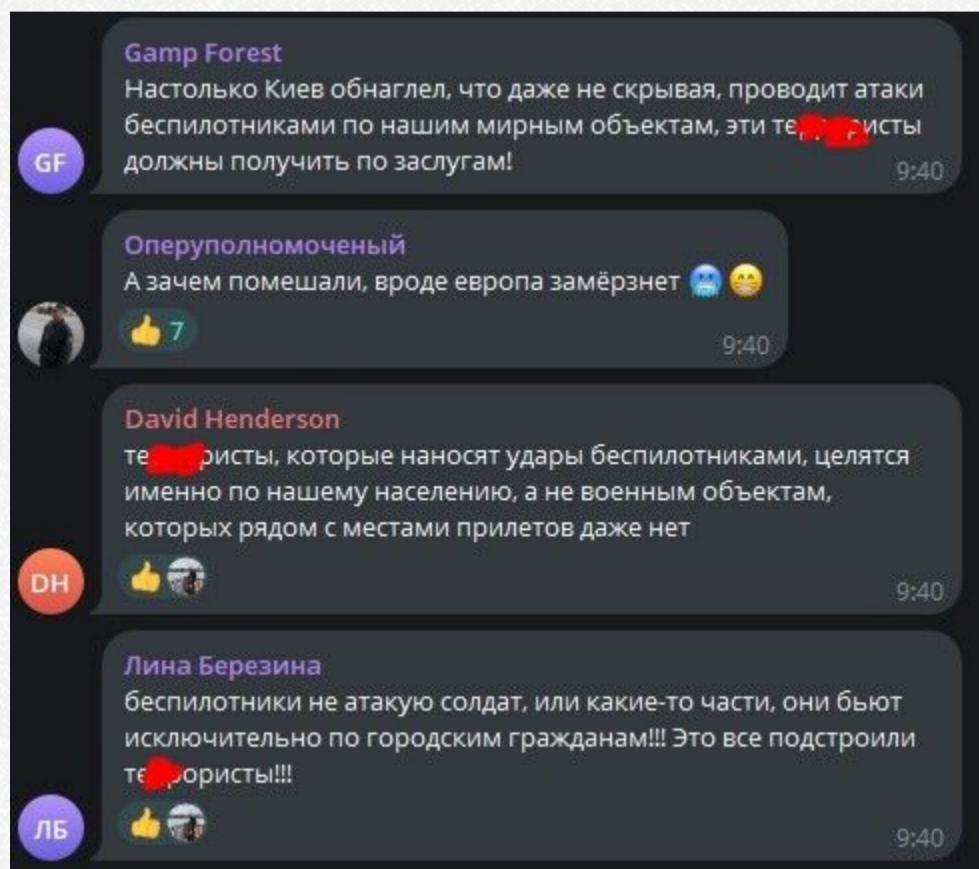 Gamp Forest
Настолько Киев обнаглел, что даже не скрывая, проводит атаки
беспилотниками по нашим мирным объектам, эти
должны получить по заслугам!
9:40
GF
Оперуполномоченый
А зачем помешали, вроде европа замёрзнет 🥶😁
👍 7
9:40
David Henderson
которые наносят удары беспилотниками, целятся
именно по нашему населению, а не военным объектам,
которых рядом с местами прилетов даже нет
DH
9:40
Лина Березина
беспилотники не атакую солдат, или какие-то части, они бьют
исключительно по городским гражданам!!! Это все подстроили
ЛБ
9:40